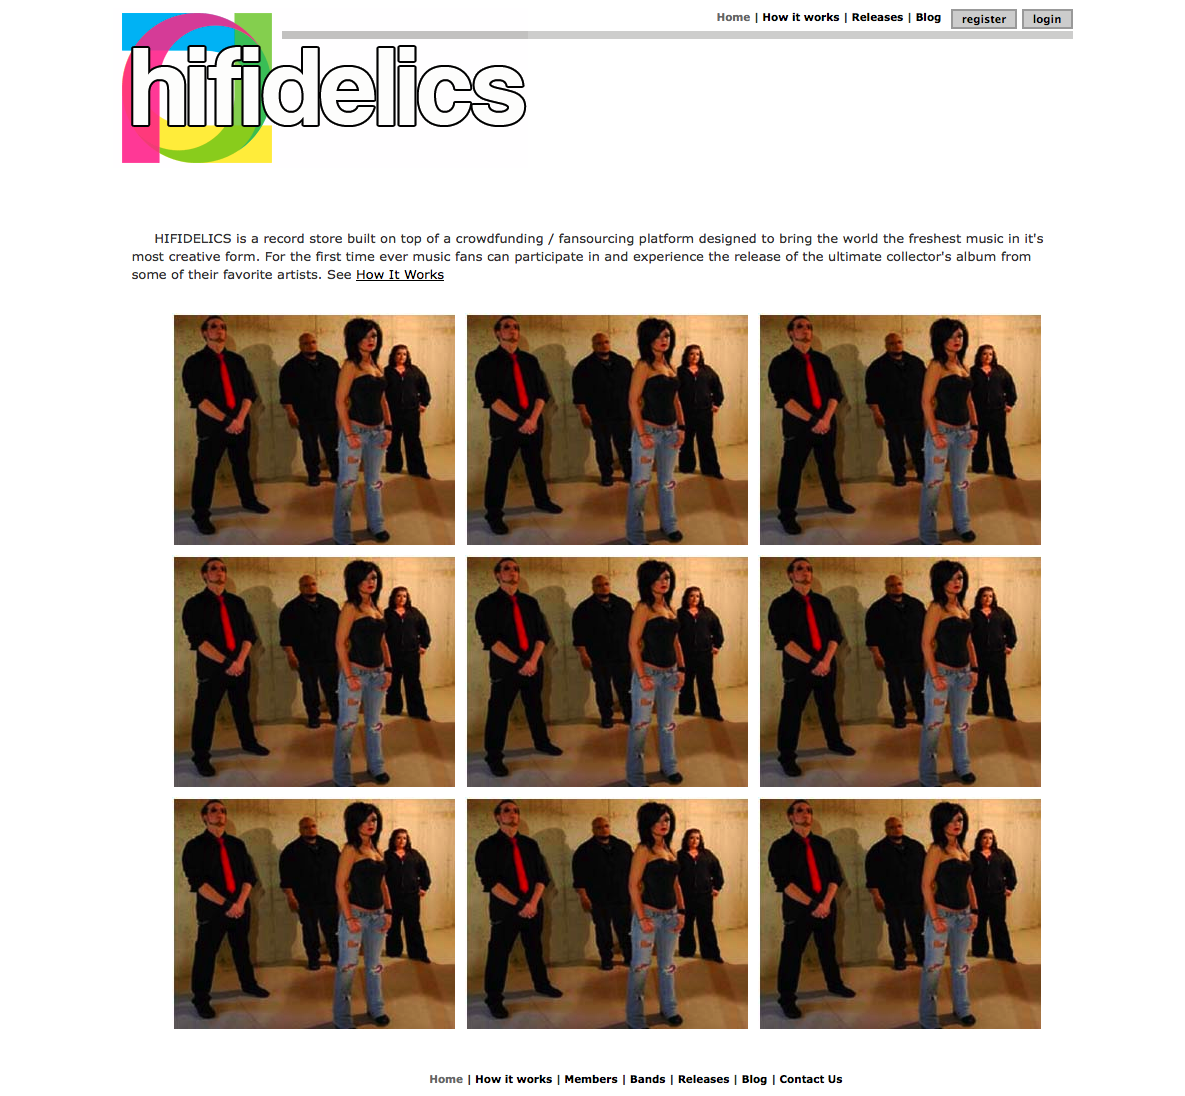 Home | How it works | Releases | Blog register login
hifidelics
HIFIDELICS is a record store built on top of a crowdfunding / fansourcing platform designed to bring the world the freshest music in it's
most creative form. For the first time ever music fans can participate in and experience the release of the ultimate collector's album from
some of their favorite artists. See How It Works
Home | How it works | Members | Bands | Releases | Blog | Contact Us